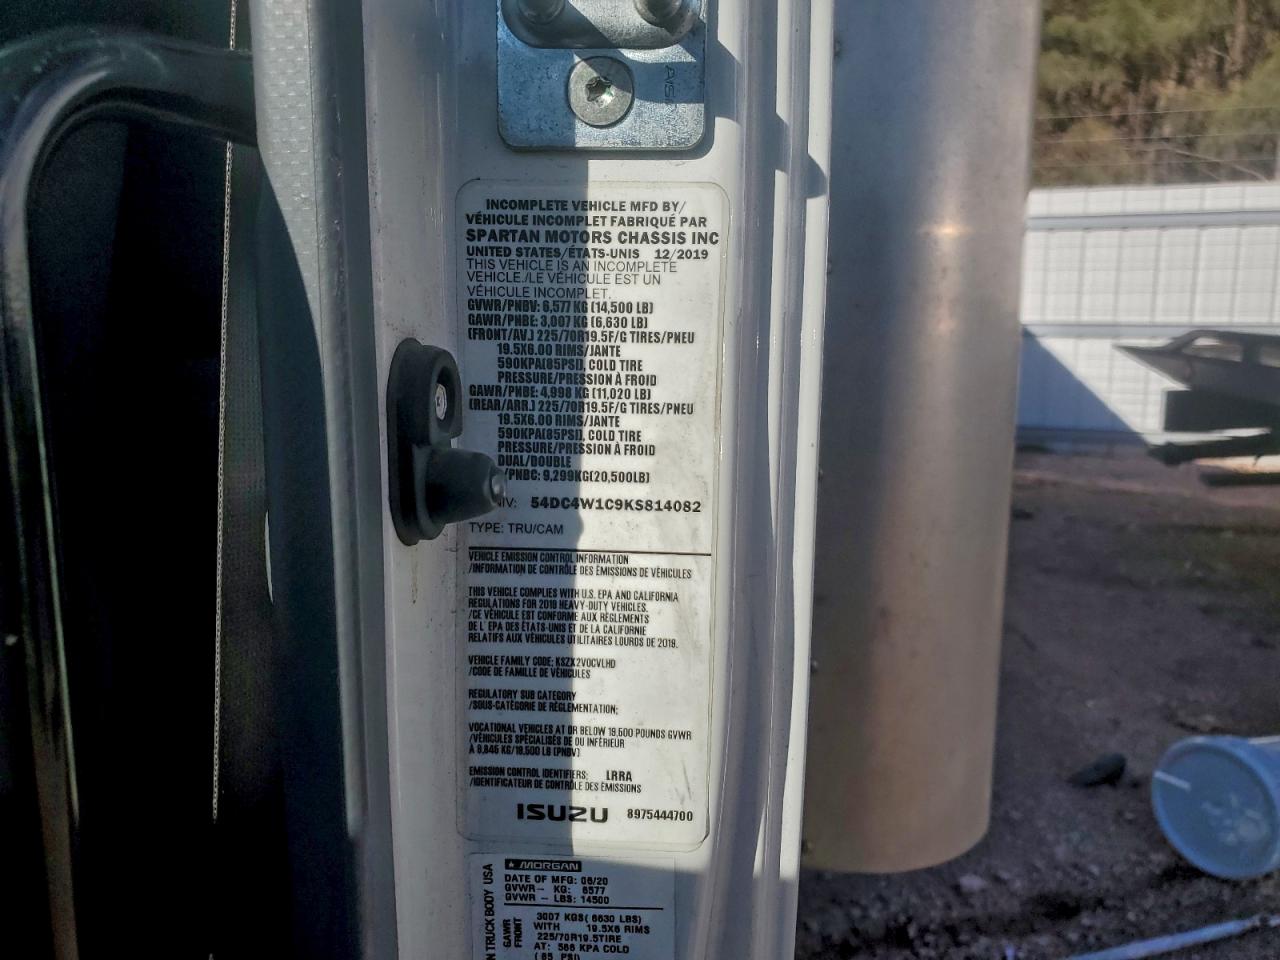 INCOMPLETE VEHICLE MFD BY/
VÉHICULE INCOMPLET FABRIQUÉ PAR
SPARTAN MOTORS CHASSIS INC
UNITED STATES/ÉTATS-UNIS 12/2019
THIS VEHICLE IS AN INCOMPLETE
VEHICLE./LE VÉHICULE EST UN
VÉHICULE INCOMPLET.
GVWR/PNBV: 6,577 KG (14,500 LB)
GAWR/PNBE: 3,007 KG (6,630 LB)
(FRONT/AV.) 225/70R19.5F/G TIRES/PNEU
19.5X6.00 RIMS/JANTE
590KPA(85PSI), COLD TIRE
PRESSURE/PRESSION À FROID
GAWR/PNBE: 4,998 KG (11,020 LB)
(REAR/ARR.) 225/70R19.5F/G TIRES/PNEU
19.5X6.00 RIMS/JANTE
590KPA(85PSI), COLD TIRE
PRESSURE/PRESSION À FROID
DUAL/DOUBLE
/PNBC: 9,299KG(20,500LB)
IV: 54DC4W1C9KS814082
TYPE: TRU/CAM
VEHICLE EMISSION CONTROL INFORMATION
/INFORMATION DE CONTRÔLE DES ÉMISSIONS DE VÉHICULES
THIS VEHICLE COMPLIES WITH U.S. EPA AND CALIFORNIA
REGULATIONS FOR 2019 HEAVY-DUTY VEHICLES.
/CE VÉHICULE EST CONFORME AUX RÈGLEMENTS
DE L'EPA DES ÉTATS-UNIS ET DE LA CALIFORNIE
RELATIFS AUX VÉHICULES UTILITAIRES LOURDS DE 2019.
VEHICLE FAMILY CODE: KSZX2VOCVLHD
/CODE DE FAMILLE DE VÉHICULES
REGULATORY SUB CATEGORY
/SOUS-CATÉGORIE DE RÉGLEMENTATION:
VOCATIONAL VEHICLES AT OR BELOW 19,500 POUNDS GVWR
/VÉHICULES SPÉCIALISÉS DE OU INFÉRIEUR
À 8,845 KG/19,500 LB (PNBV)
EMISSION CONTROL IDENTIFIERS: LRRA
/IDENTIFICATEUR DE CONTRÔLE DES ÉMISSIONS
ISUZU 8975444700
MORGAN
DATE OF MFG: 06/20
GVWR- KG: 6577
GVWR - LBS: 14500
N TRUCK BODY USA
GAWR FRONT
3007 KGS(6630 LBS)
WITH 19.5X6 RIMS
225/70R19.5TIRE
AT: 586 KPA COLD
(85 PSI)